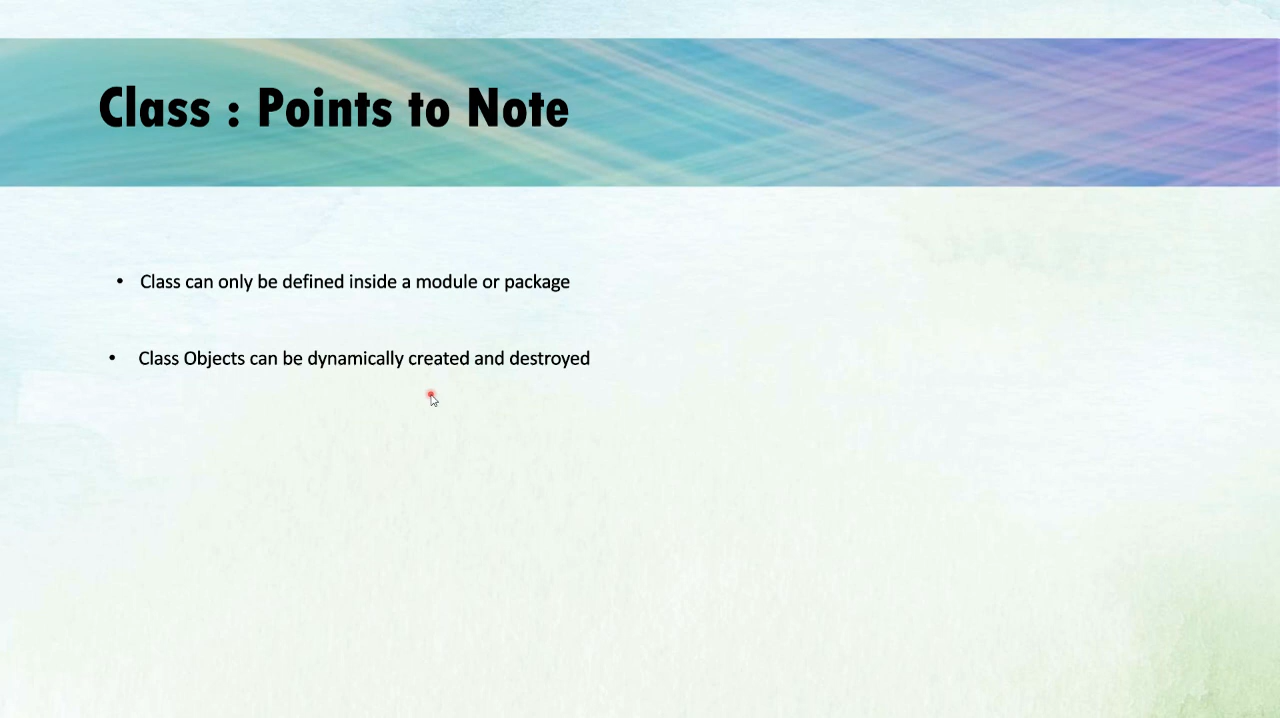 Class : Points to Note
• Class can only be defined inside a module or package
• Class Objects can be dynamically created and destroyed